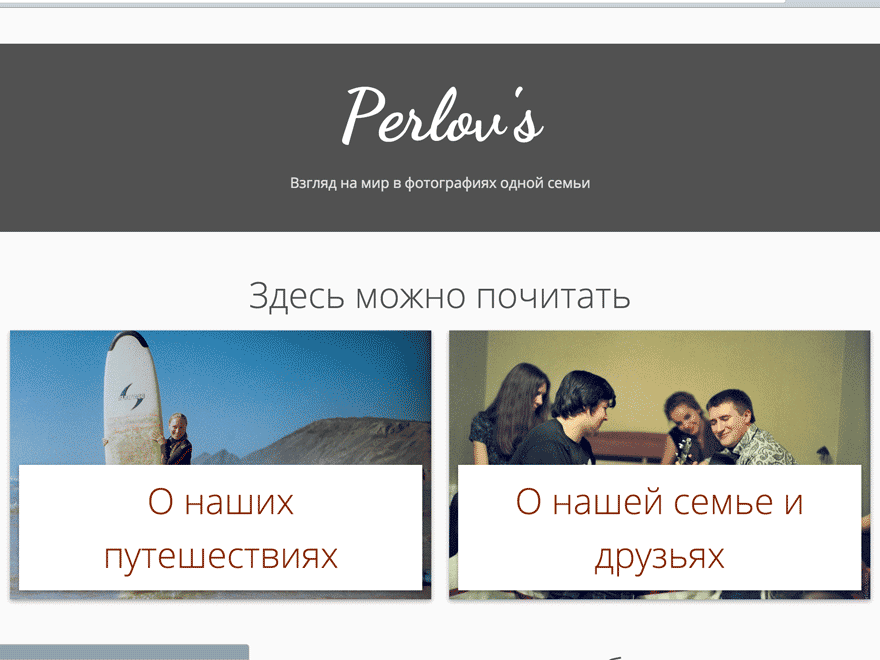 Perlov's
Взгляд на мир в фотографиях одной семьи
Здесь можно почитать
О наших
путешествиях
О нашей семье и
друзьях